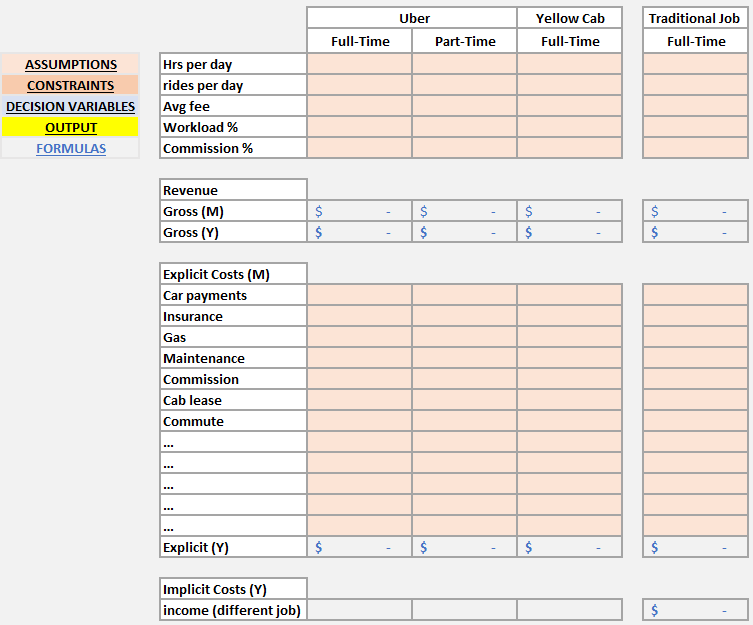 Uber Yellow Cab Traditional Job
Full-Time Part-Time Full-Time Full-Time
ASSUMPTIONS Hrs per day
CONSTRAINTS rides per day
DECISION VARIABLES Avg fee
OUTPUT Workload %
FORMULAS Commission %
Revenue
Gross (M) $ - $ - $ - $ -
Gross (Y) $ - $ - $ - $ -
Explicit Costs (M)
Car payments
Insurance
Gas
Maintenance
Commission
Cab lease
Commute
...
...
...
...
...
Explicit (Y) $ - $ - $ - $ -
Implicit Costs (Y)
income (different job) $ -